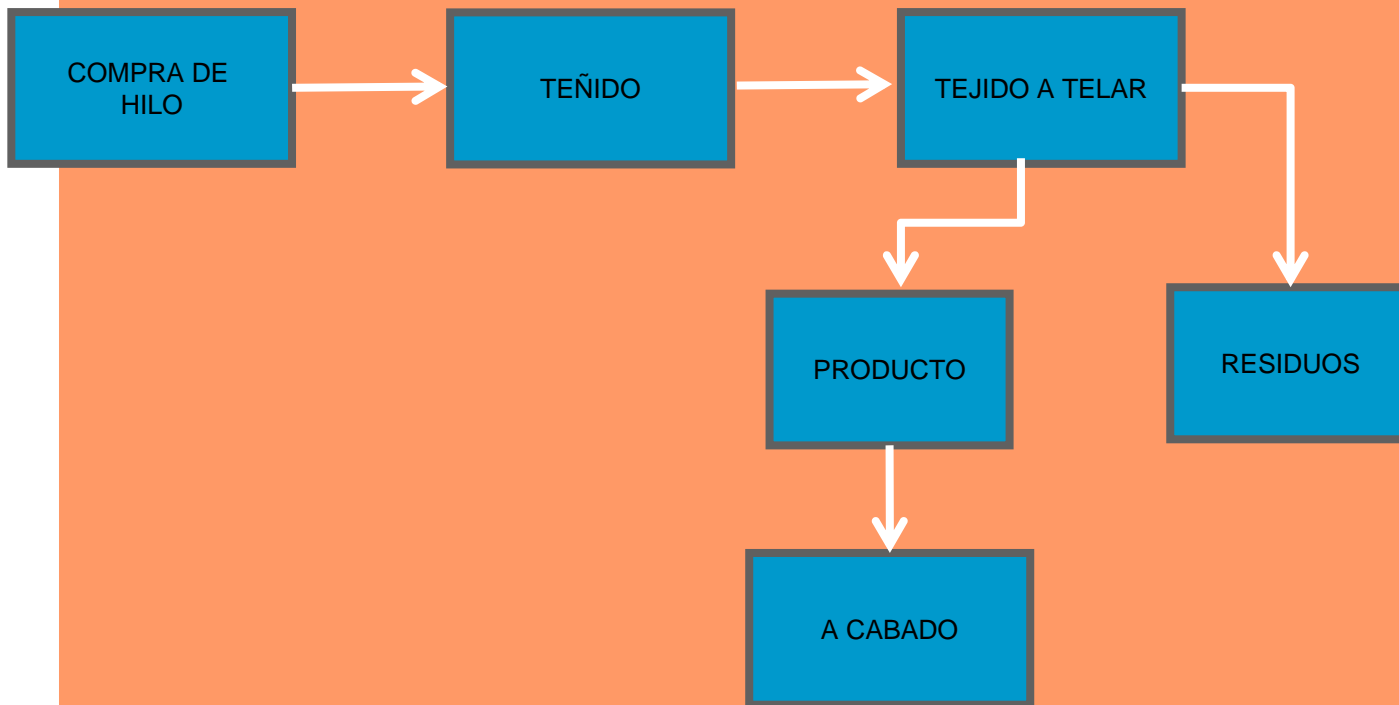 COMPRA DE
HILO
TEÑIDO
TEJIDO A TELAR
PRODUCTO
RESIDUOS
A CABADO